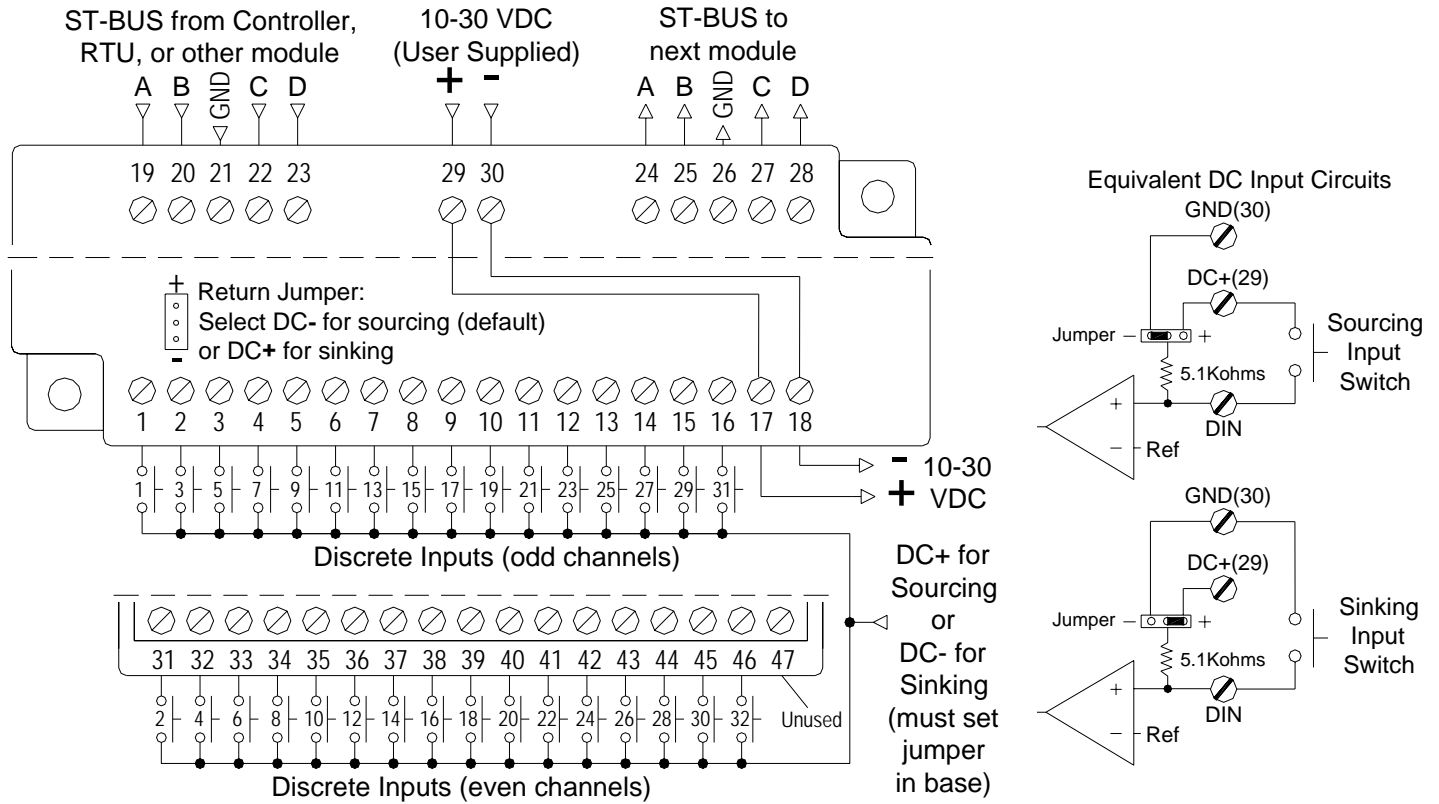 ST-BUS from Controller,
RTU, or other module
10-30 VDC
(User Supplied)
ST-BUS to
next module
A B GND C D
+ -
A B GND C D
19 20 21 22 23
29 30
24 25 26 27 28
+
Return Jumper:
Select DC- for sourcing (default)
or DC+ for sinking
-
1 2 3 4 5 6 7 8 9 10 11 12 13 14 15 16 17 18
1 3 5 7 9 11 13 15 17 19 21 23 25 27 29 31
- 10-30
+ VDC
Discrete Inputs (odd channels)
DC+ for
Sourcing
or
DC- for
Sinking
(must set
jumper
in base)
31 32 33 34 35 36 37 38 39 40 41 42 43 44 45 46 47
2 4 6 8 10 12 14 16 18 20 22 24 26 28 30 32
Unused
Discrete Inputs (even channels)
Equivalent DC Input Circuits
GND(30)
DC+(29)
Jumper - +
Sourcing
Input
Switch
5.1Kohms
+
DIN
- Ref
GND(30)
DC+(29)
Jumper - +
Sinking
Input
Switch
5.1Kohms
+
DIN
- Ref